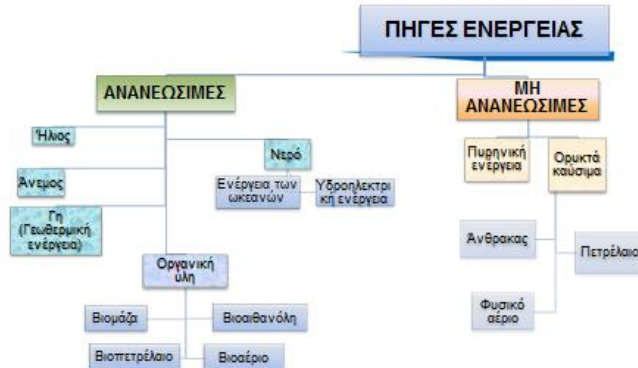 ΠΗΓΕΣ ΕΝΕΡΓΕΙΑΣ
ΑΝΑΝΕΩΣΙΜΕΣ
Ήλιος
Άνεμος
Γη
(Γεωθερμική
ενέργεια)
Νερό
Ενέργεια των
ωκεανών
Υδροηλεκτρι
κή ενέργεια
Οργανική
ύλη
Βιομάζα
Βιοαιθανόλη
Βιοπετρέλαιο
Βιοαέριο
ΜΗ
ΑΝΑΝΕΩΣΙΜΕΣ
Πυρηνική
ενέργεια
Ορυκτά
καύσιμα
Άνθρακας
Πετρέλαιο
Φυσικό
αέριο